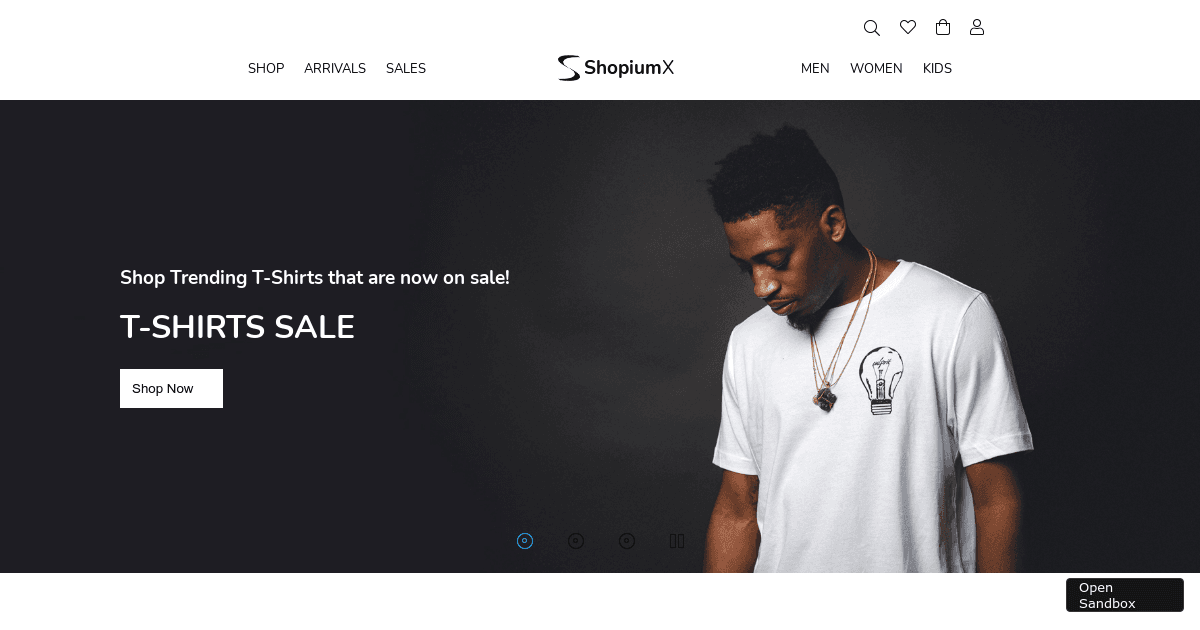 SHOP ARRIVALS SALES ShopiumX MEN WOMEN KIDS
Shop Trending T-Shirts that are now on sale!
T-SHIRTS SALE
Shop Now
Open
Sandbox